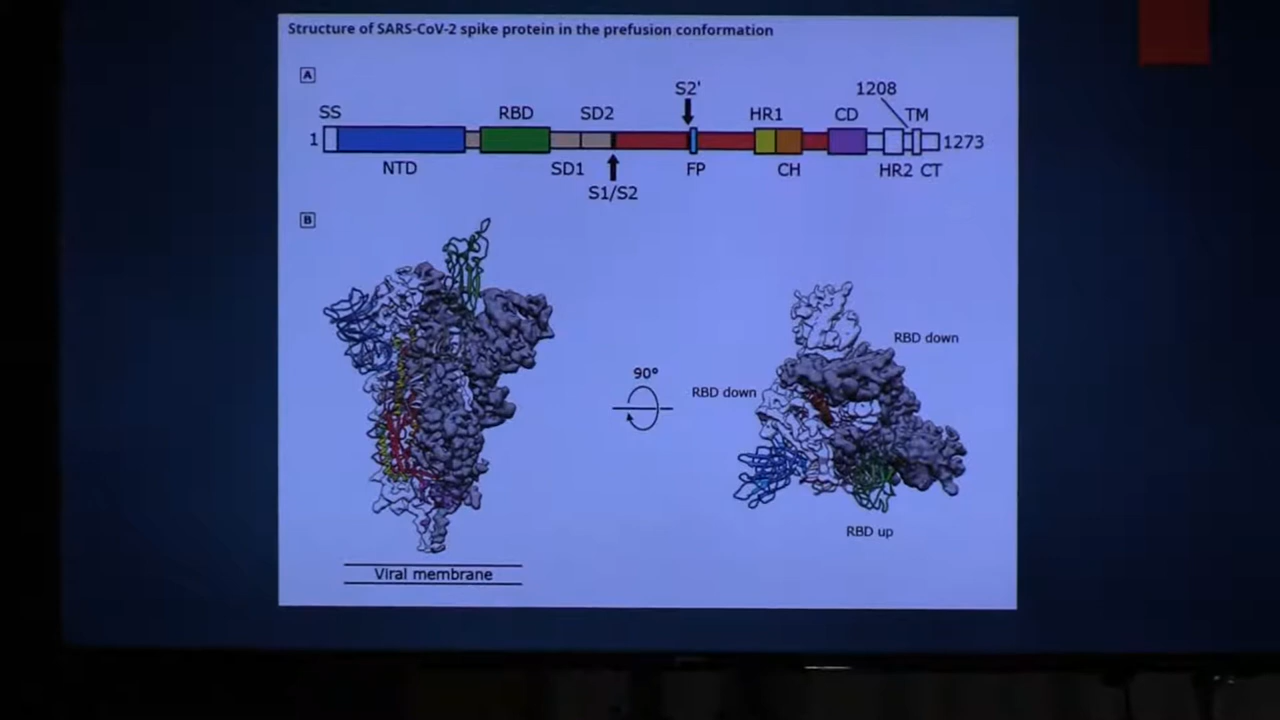 Structure of SARS-CoV-2 spike protein in the prefusion conformation
A
S2'
1208
SS RBD SD2 HR1 CD TM
1 1273
NTD SD1 FP CH HR2 CT
S1/S2
B
RBD down
90°
RBD down
RBD up
Viral membrane